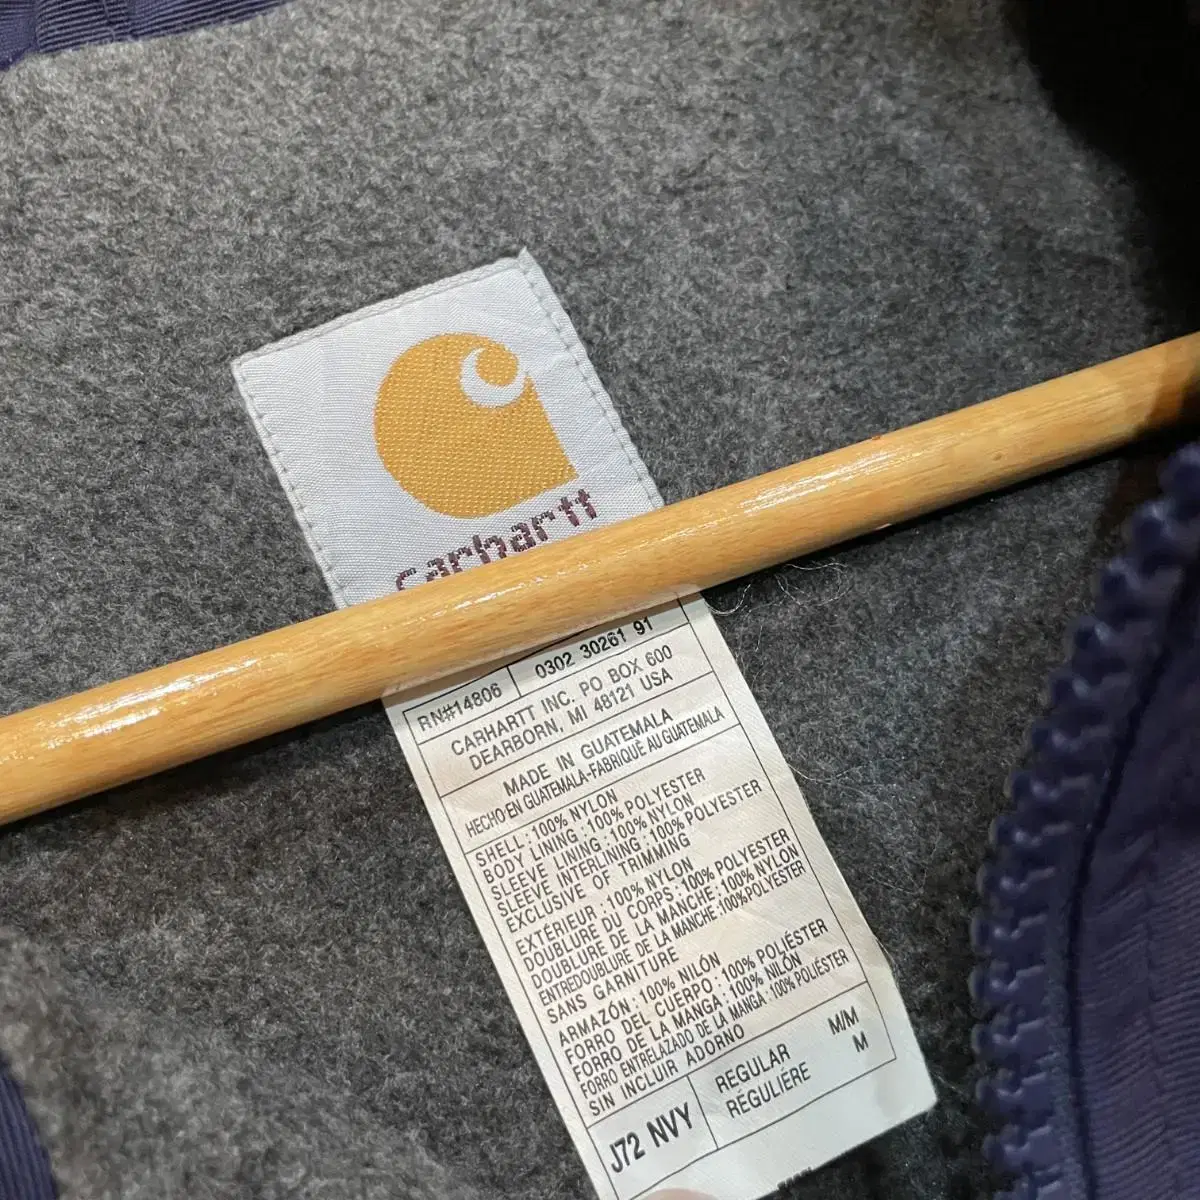 carhartt
RN#14806
0302 30261 91
CARHARTT INC. PO BOX 600
DEARBORN, MI 48121 USA
MADE IN GUATEMALA
HECHO EN GUATEMALA-FABRIQUÉ AU GUATEMALA
SHELL : 100% NYLON
BODY LINING : 100% POLYESTER
SLEEVE LINING : 100% NYLON
SLEEVE INTERLINING : 100% POLYESTER
EXCLUSIVE OF TRIMMING
EXTÉRIEUR : 100% NYLON
DOUBLURE DU CORPS : 100% POLYESTER
DOUBLURE DE LA MANCHE : 100% NYLON
ENTREDOUBLURE DE LA MANCHE : 100%POLYESTER
SANS GARNITURE
ARMAZÓN : 100% NILÓN
FORRO DEL CUERPO : 100% POLIÉSTER
FORRO DE LA MANGA : 100% NILÓN
FORRO ENTRELAZADO DE LA MANGA : 100% POLIÉSTER
SIN INCLUIR ADORNO
J72 NVY
REGULAR M/M
RÉGULIÉRE M